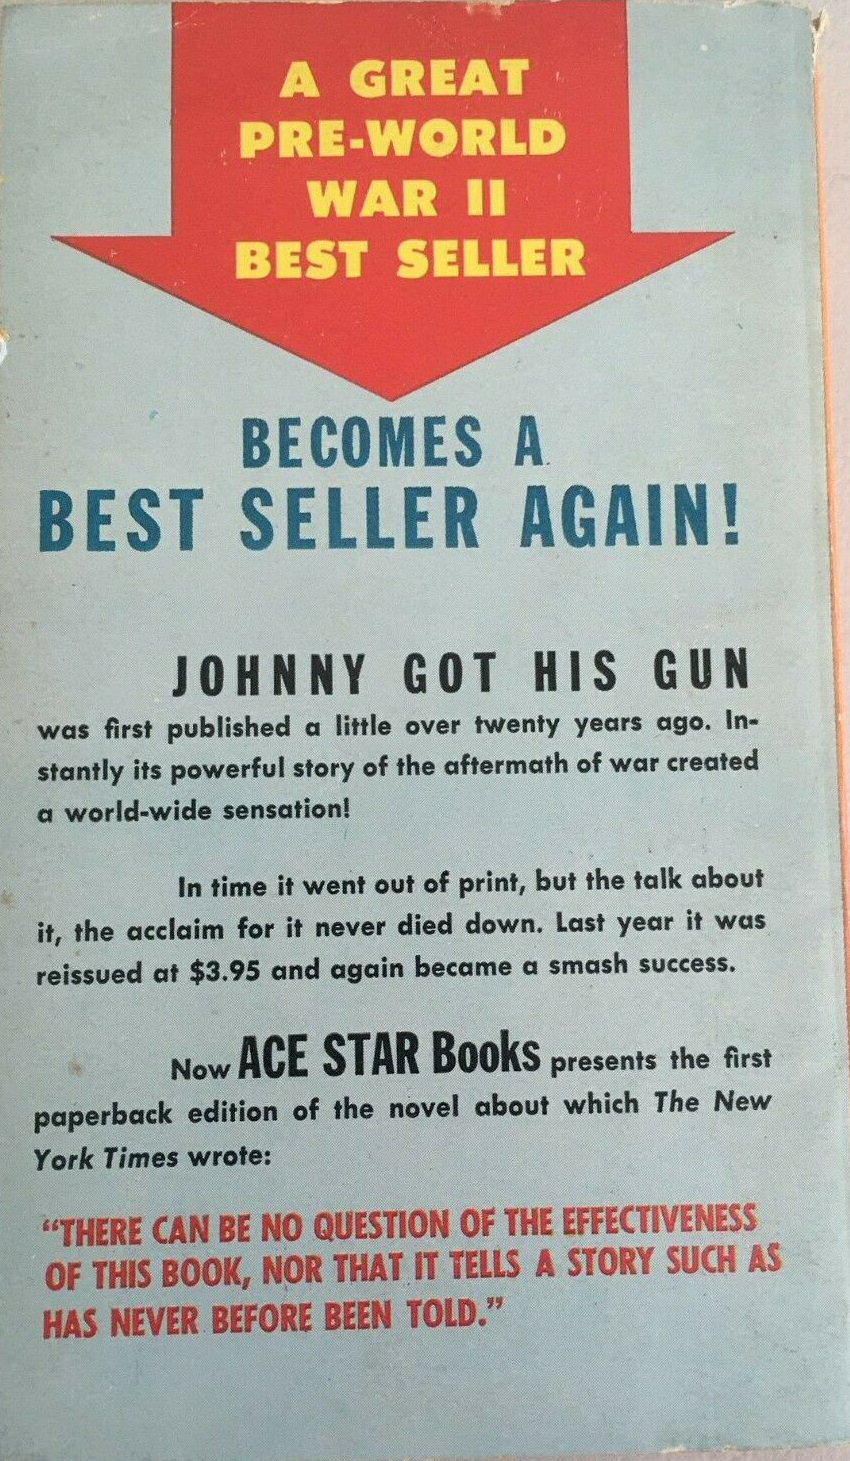 A GREAT
PRE-WORLD
WAR II
BEST SELLER
BECOMES A
BEST SELLER AGAIN!
JOHNNY GOT HIS GUN
was first published a little over twenty years ago. In-
stantly its powerful story of the aftermath of war created
a world-wide sensation!
In time it went out of print, but the talk about
it, the acclaim for it never died down. Last year it was
reissued at $3.95 and again became a smash success.
Now ACE STAR Books presents the first
paperback edition of the novel about which The New
York Times wrote:
"THERE CAN BE NO QUESTION OF THE EFFECTIVENESS
OF THIS BOOK, NOR THAT IT TELLS A STORY SUCH AS
HAS NEVER BEFORE BEEN TOLD."